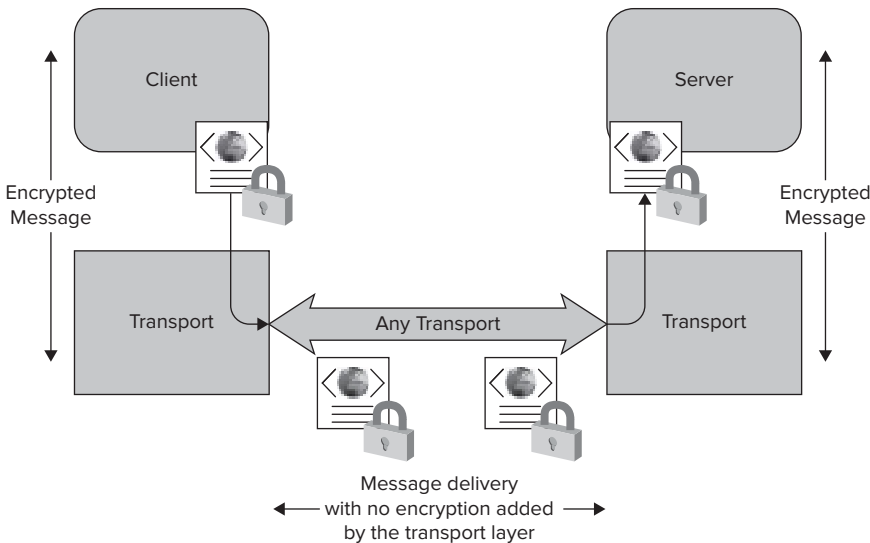 Client
Server
Encrypted
Message
Encrypted
Message
Transport
Any Transport
Transport
Message delivery
with no encryption added
by the transport layer